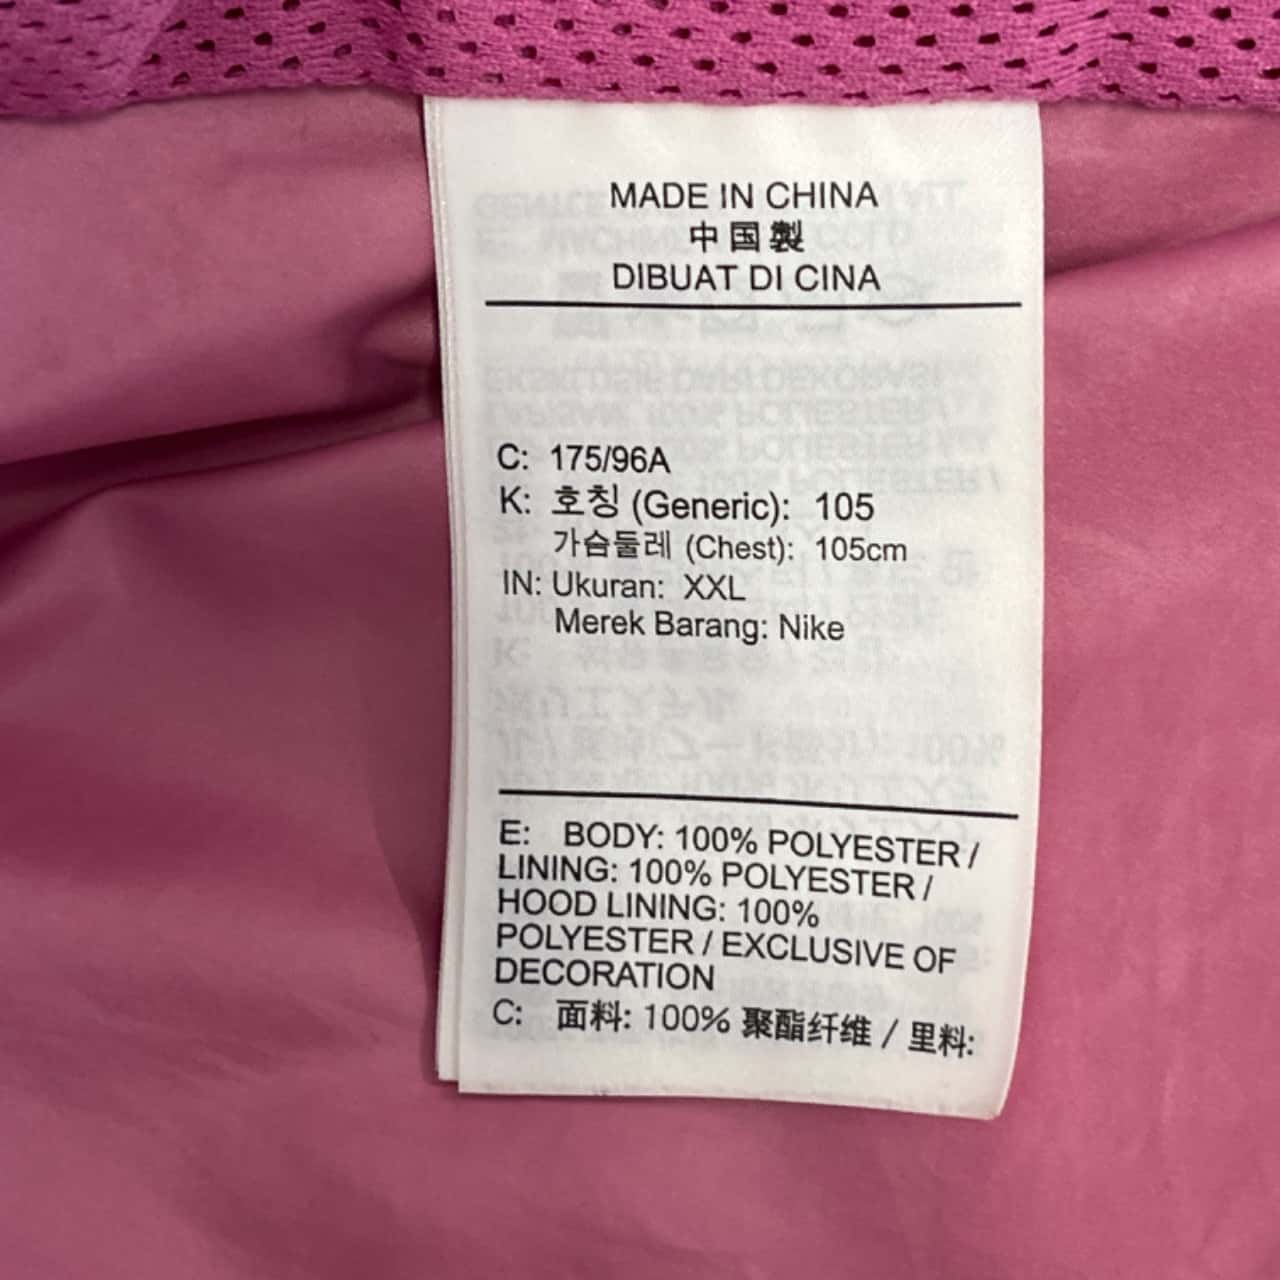 MADE IN CHINA
中国製
DIBUAT DI CINA
C: 175/96A
K: 호칭 (Generic): 105
가슴둘레 (Chest): 105cm
IN: Ukuran: XXL
Merek Barang: Nike
E: BODY: 100% POLYESTER /
LINING: 100% POLYESTER /
HOOD LINING: 100%
POLYESTER / EXCLUSIVE OF
DECORATION
C: 面料: 100% 聚酯纤维 / 里料: